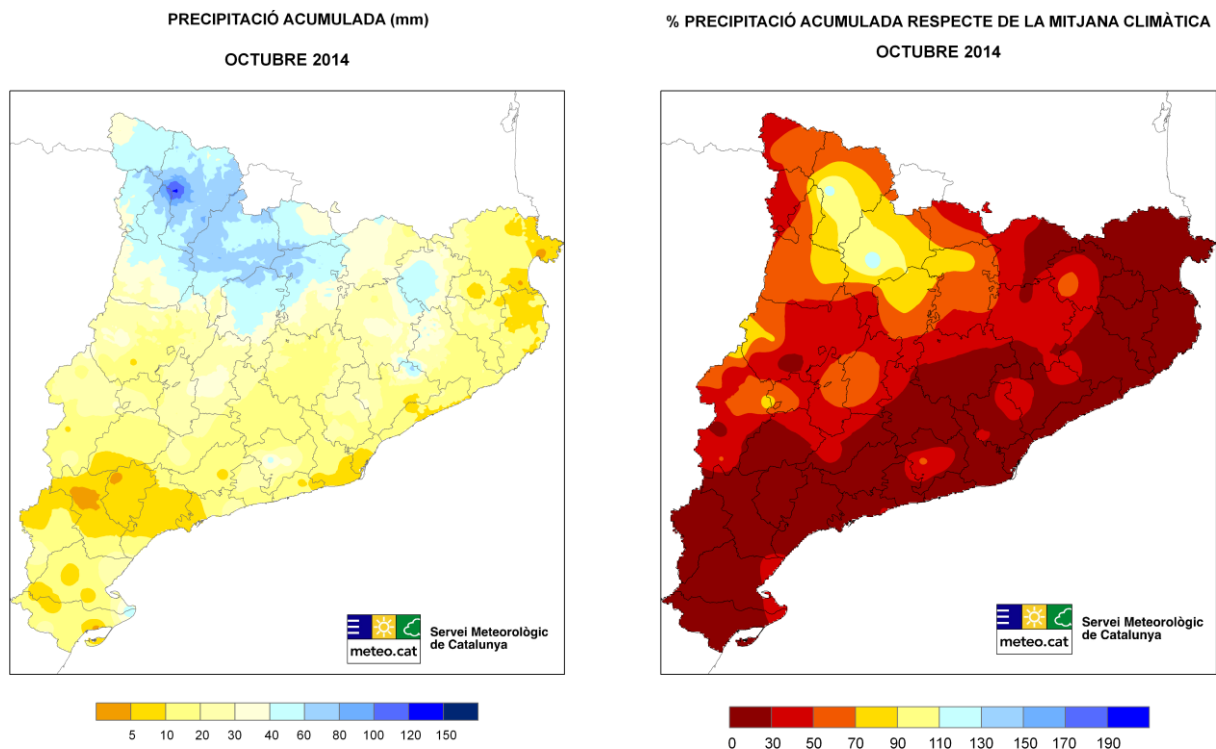 PRECIPITACIÓ ACUMULADA (mm)
OCTUBRE 2014
Servei Meteorològic
de Catalunya
meteo.cat
5 10 20 30 40 60 80 100 120 150
% PRECIPITACIÓ ACUMULADA RESPECTE DE LA MITJANA CLIMÀTICA
OCTUBRE 2014
Servei Meteorològic
de Catalunya
meteo.cat
0 30 50 70 90 110 130 150 170 190